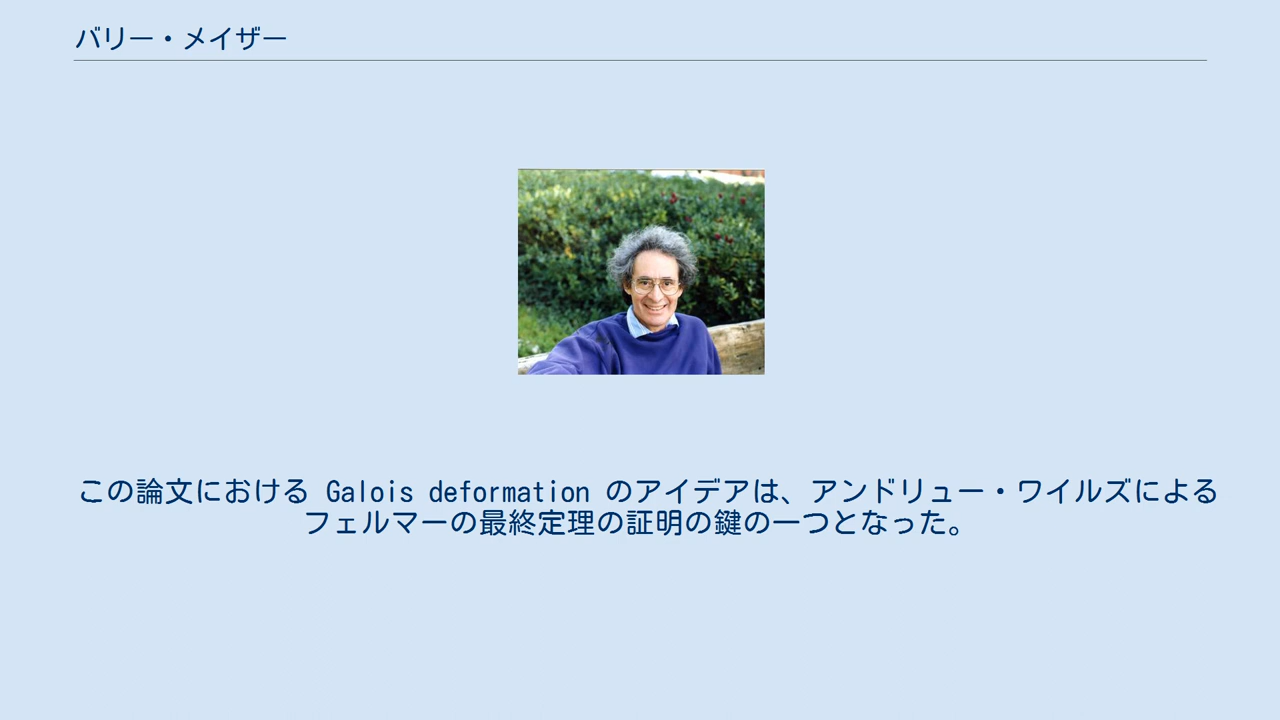 バリー・メイザー
この論文における Galois deformation のアイデアは、アンドリュー・ワイルズによる
フェルマーの最終定理の証明の鍵の一つとなった。